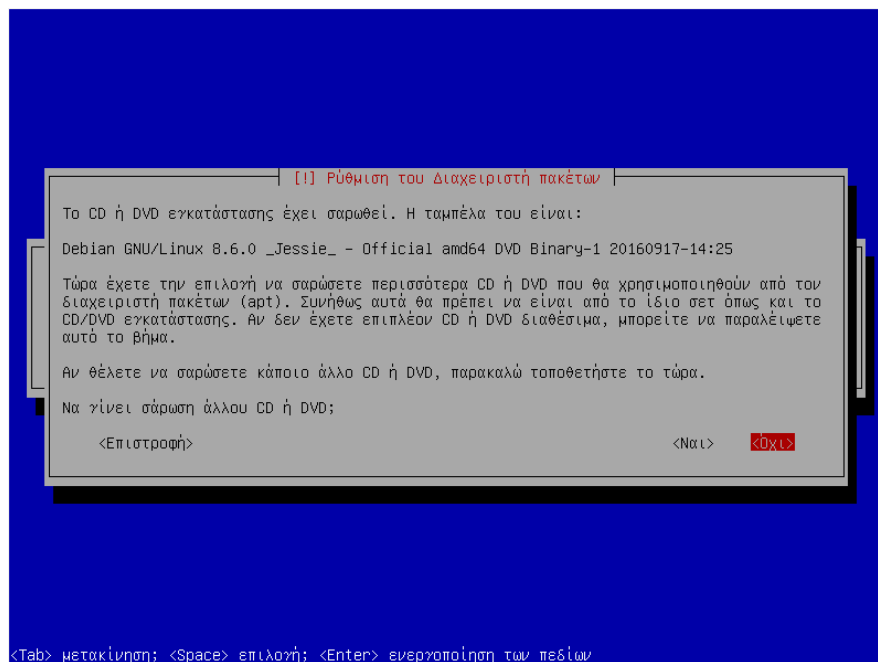 [!] Ρύθμιση του Διαχειριστή πακέτων
Το CD ή DVD εγκατάστασης έχει σαρωθεί. Η ταμπέλα του είναι:
Debian GNU/Linux 8.6.0 _Jessie_ - Official amd64 DVD Binary-1 20160917-14:25
Τώρα έχετε την επιλογή να σαρώσετε περισσότερα CD ή DVD που θα χρησιμοποιηθούν από τον
διαχειριστή πακέτων (apt). Συνήθως αυτά θα πρέπει να είναι από το ίδιο σετ όπως και το
CD/DVD εγκατάστασης. Αν δεν έχετε επιπλέον CD ή DVD διαθέσιμα, μπορείτε να παραλέιψετε
αυτό το βήμα.
Αν θέλετε να σαρώσετε κάποιο άλλο CD ή DVD, παρακαλώ τοποθετήστε το τώρα.
Να γίνει σάρωση άλλου CD ή DVD;
<Επιστροφή> <Ναι> <Όχι>
<Tab> μετακίνηση; <Space> επιλογή; <Enter> ενεργοποίηση των πεδίων